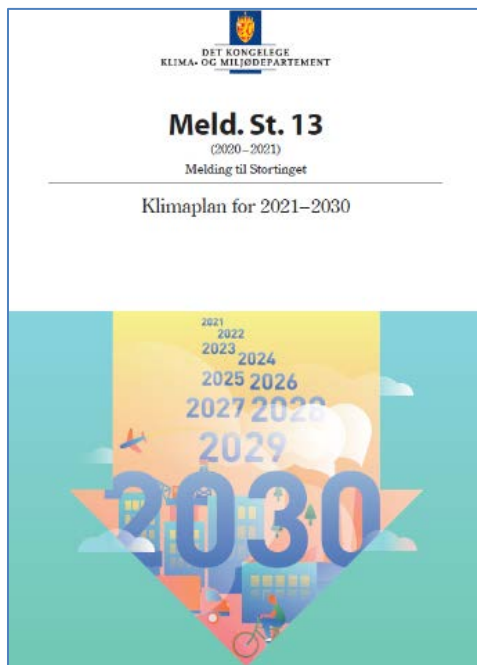 DET KONGELEGE
KLIMA- OG MILJØDEPARTEMENT
Meld. St. 13
(2020–2021)
Melding til Stortinget
Klimaplan for 2021–2030
2021
2022
2023
2024
2025 2026
2027 2028
2029
2030